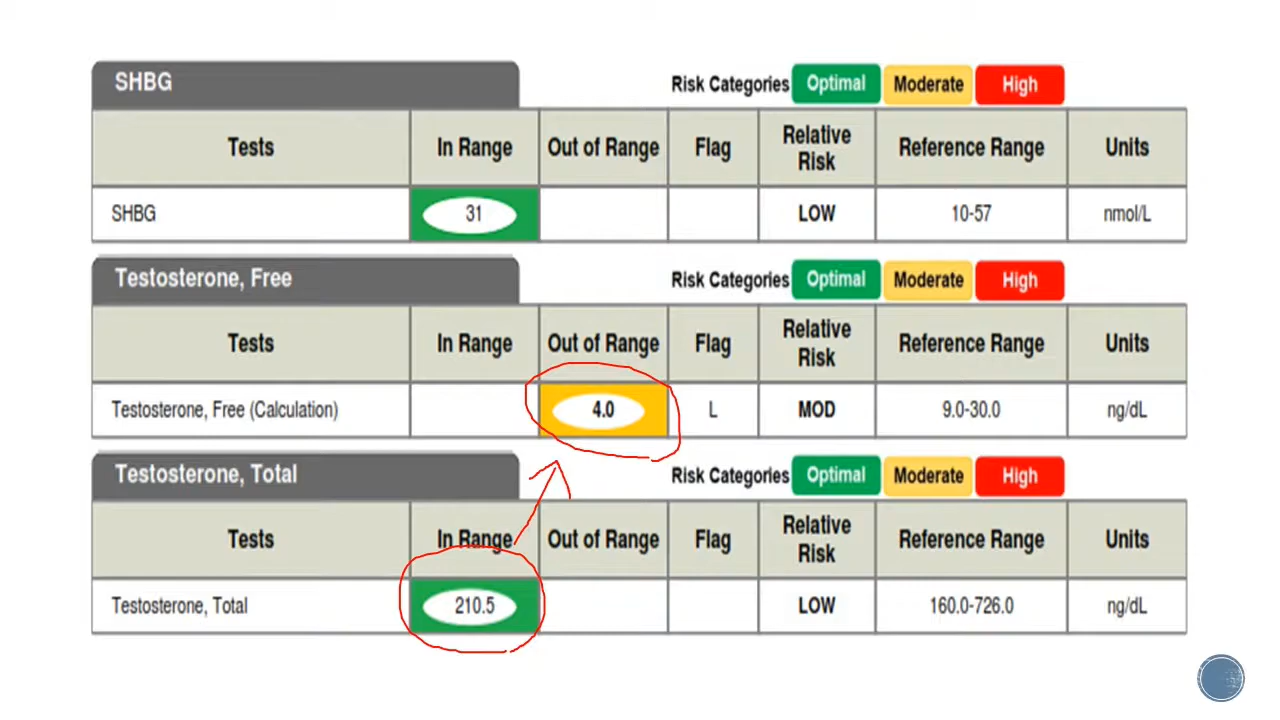 SHBG
Risk Categories Optimal Moderate High
Tests In Range Out of Range Flag Relative Risk Reference Range Units
SHBG 31 LOW 10-57 nmol/L
Testosterone, Free
Risk Categories Optimal Moderate High
Tests In Range Out of Range Flag Relative Risk Reference Range Units
Testosterone, Free (Calculation) 4.0 L MOD 9.0-30.0 ng/dL
Testosterone, Total
Risk Categories Optimal Moderate High
Tests In Range Out of Range Flag Relative Risk Reference Range Units
Testosterone, Total 210.5 LOW 160.0-726.0 ng/dL